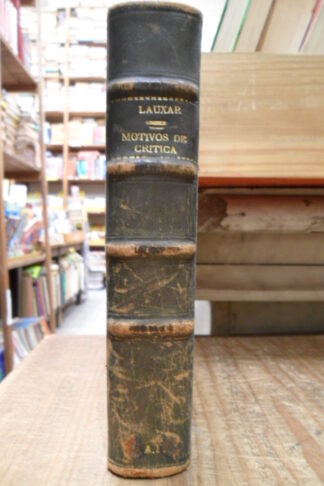 LAUXAR
MOTIVOS DE
CRITICA
A.I.